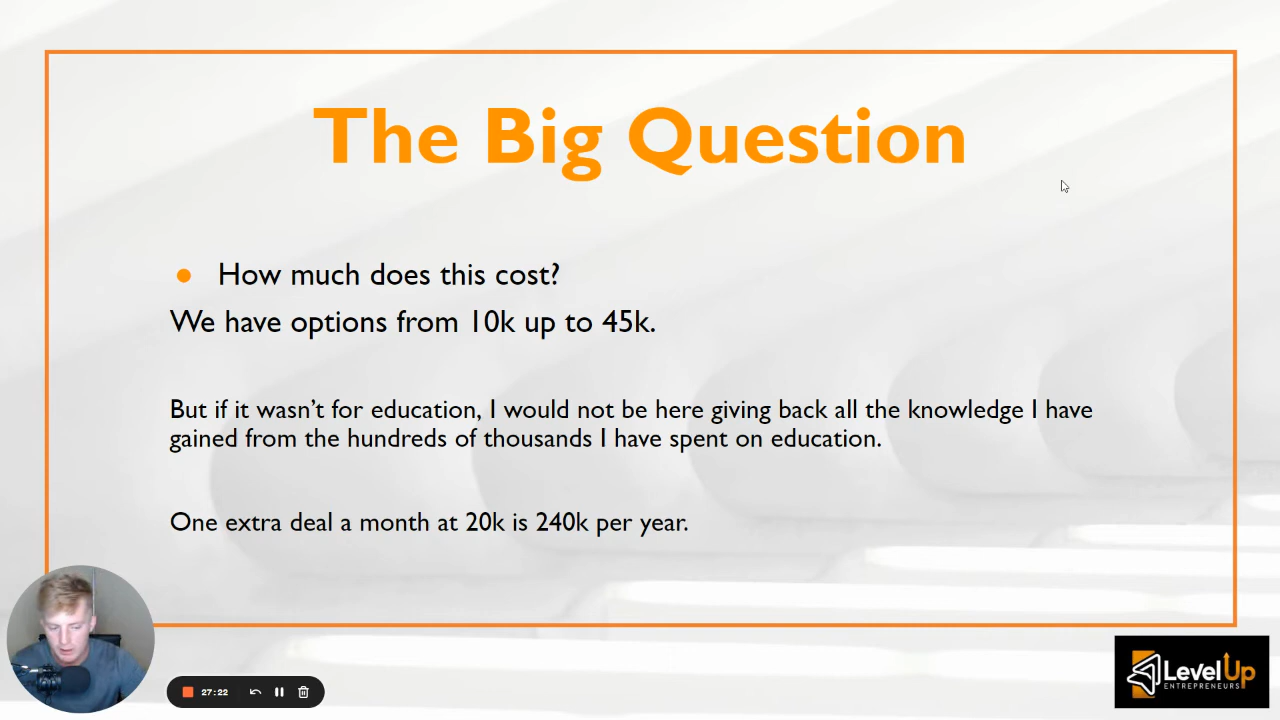 The Big Question
How much does this cost?
We have options from 10k up to 45k.
But if it wasn't for education, I would not be here giving back all the knowledge I have
gained from the hundreds of thousands I have spent on education.
One extra deal a month at 20k is 240k per year.
27:22
LevelUp
ENTREPRENEURS